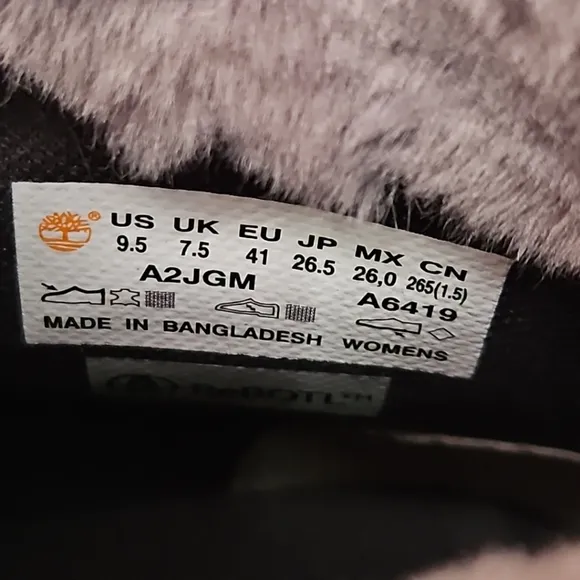 US UK EU JP MX CN
9.5 7.5 41 26.5 26,0 265(1.5)
A2JGM A6419
MADE IN BANGLADESH WOMENS